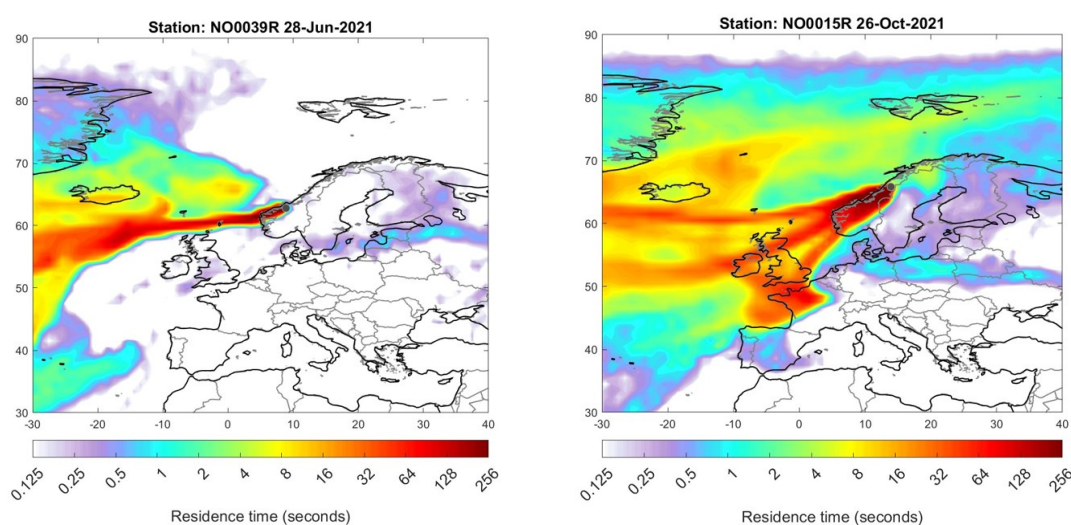 Station: NO0039R 28-Jun-2021
90
80
70
60
50
40
30
-30 -20 -10 0 10 20 30 40
0.125 0.25 0.5 1 2 4 8 16 32 64 128 256
Residence time (seconds)
Station: NO0015R 26-Oct-2021
90
80
70
60
50
40
30
-30 -20 -10 0 10 20 30 40
0.125 0.25 0.5 1 2 4 8 16 32 64 128 256
Residence time (seconds)